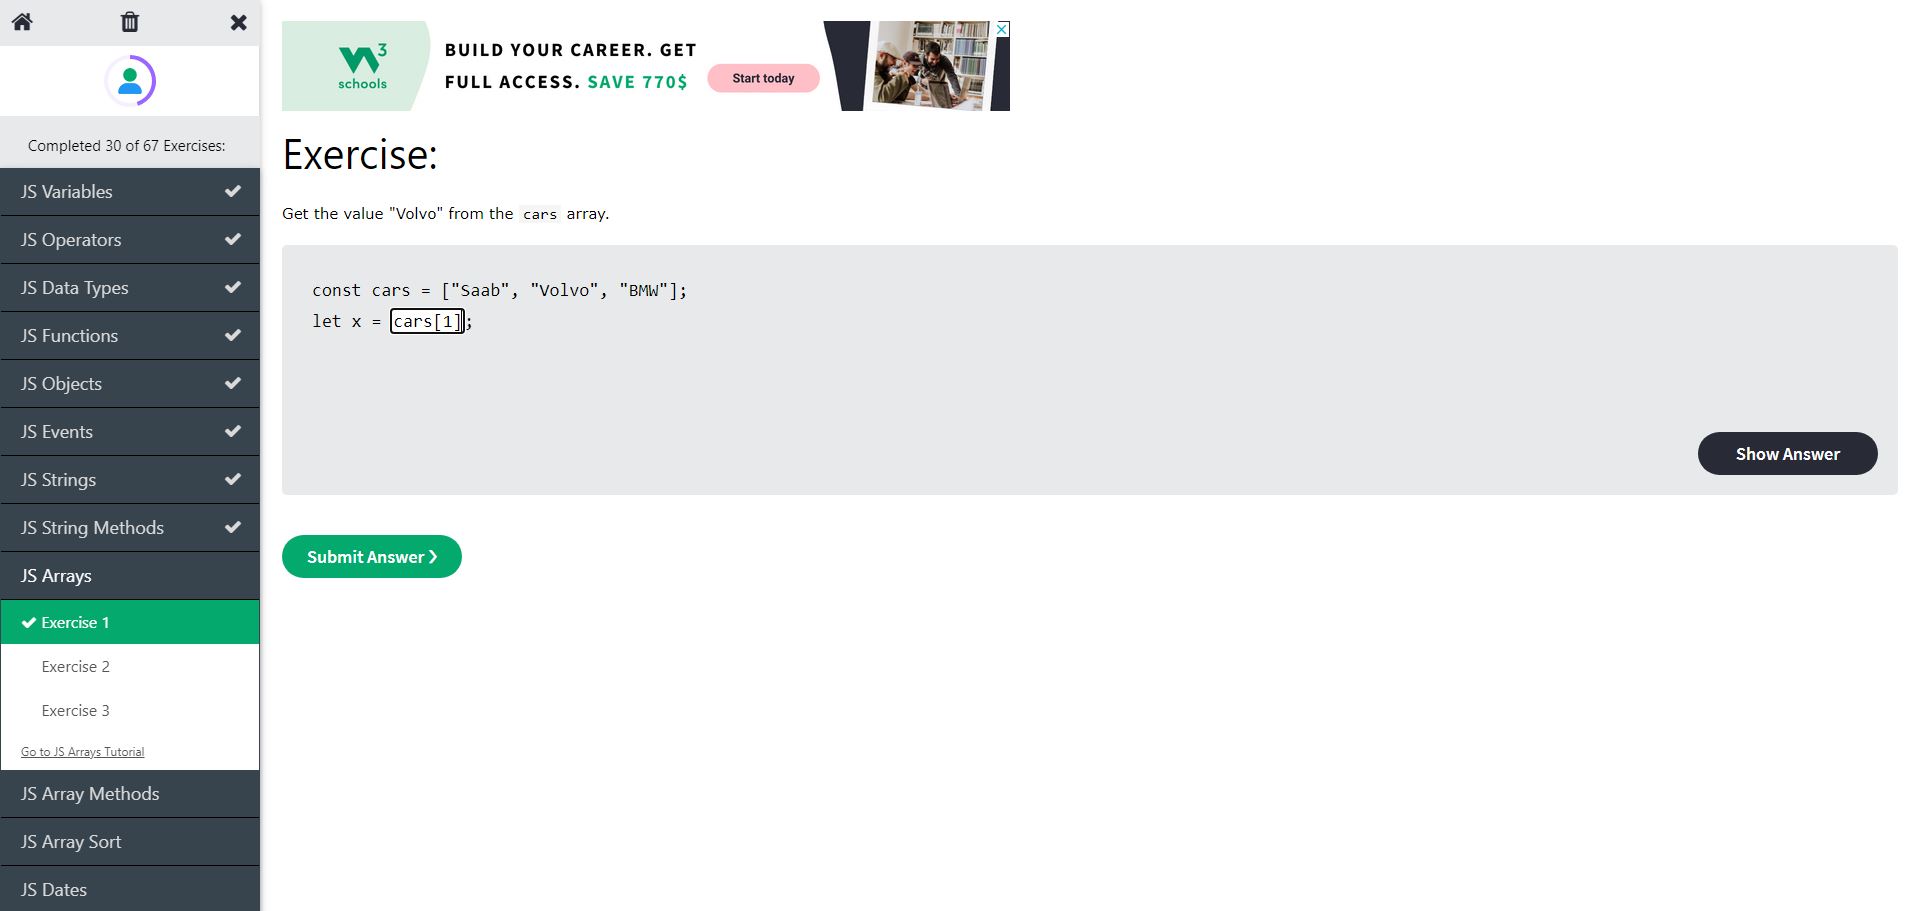 Completed 30 of 67 Exercises:
JS Variables
JS Operators
JS Data Types
JS Functions
JS Objects
JS Events
JS Strings
JS String Methods
JS Arrays
Exercise 1
Exercise 2
Exercise 3
Go to JS Arrays Tutorial
JS Array Methods
JS Array Sort
JS Dates
3
schools
BUILD YOUR CAREER. GET
FULL ACCESS. SAVE 770$
Start today
Exercise:
Get the value "Volvo" from the cars array.
const cars = ["Saab", "Volvo", "BMW"];
let x = cars[1];
Show Answer
Submit Answer ❯